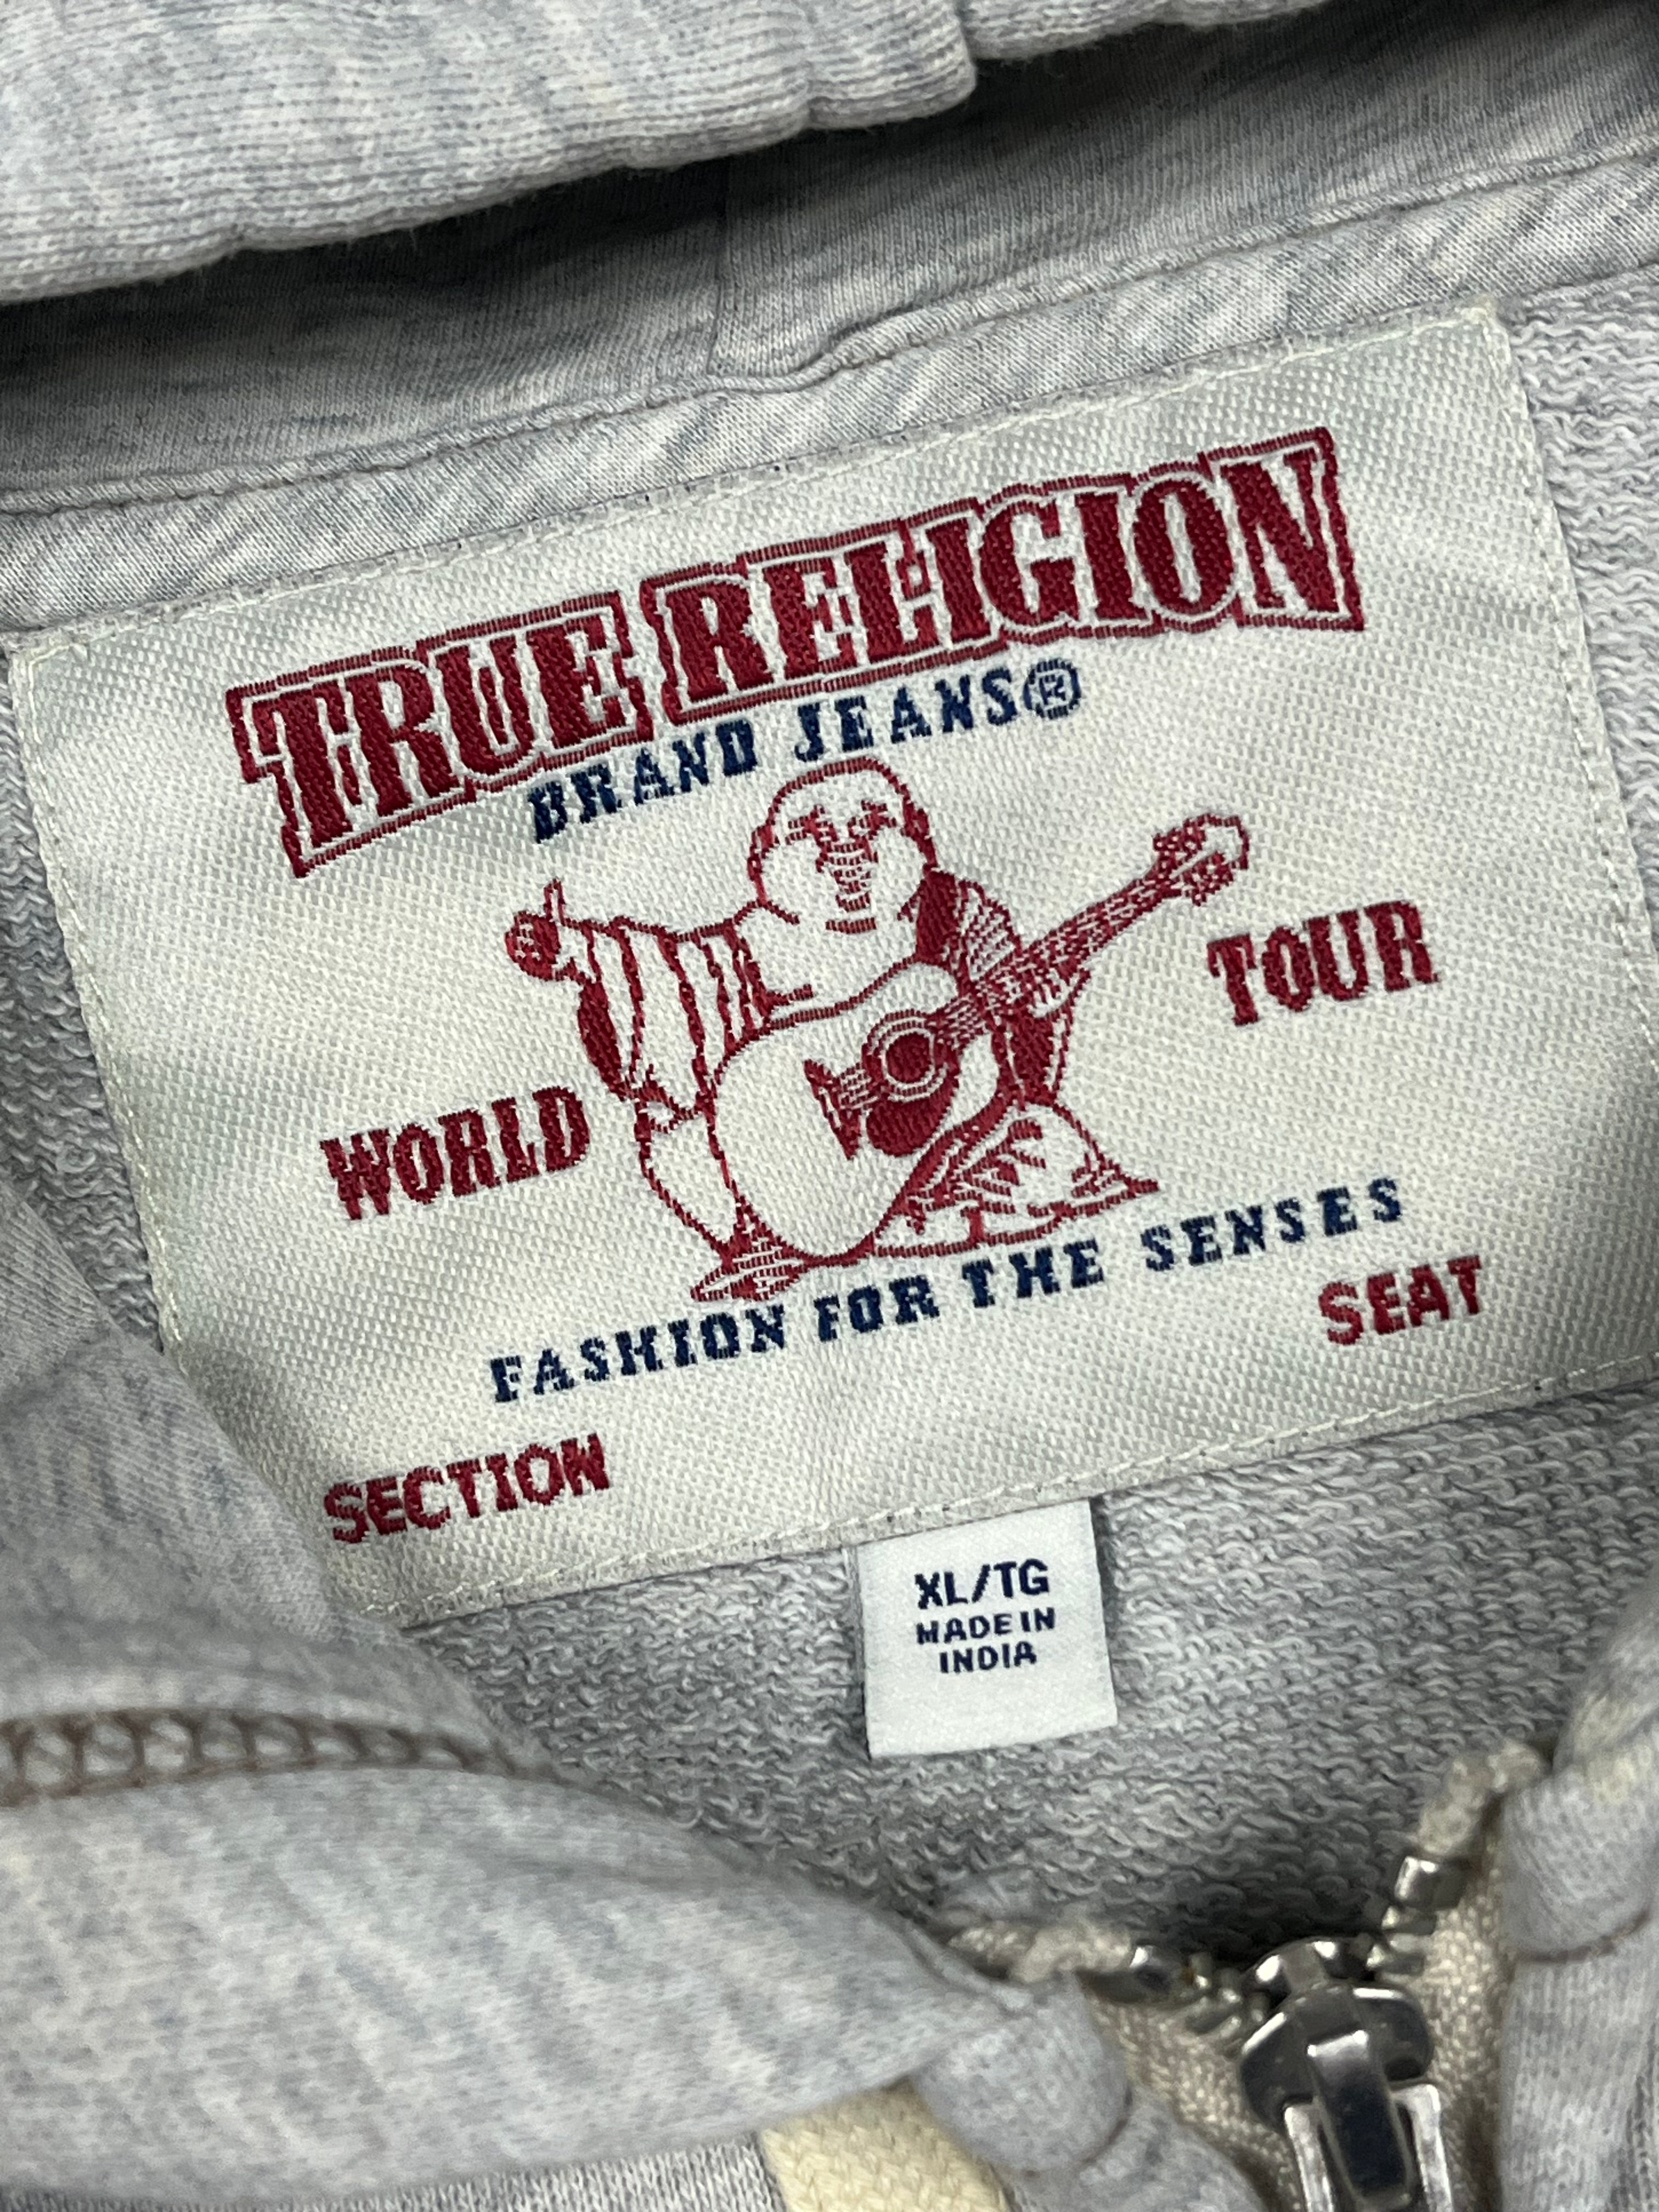 TRUE RELIGION
BRAND JEANS®
WORLD TOUR
FASHION FOR THE SENSES
SECTION SEAT
XL/TG
MADE IN
INDIA